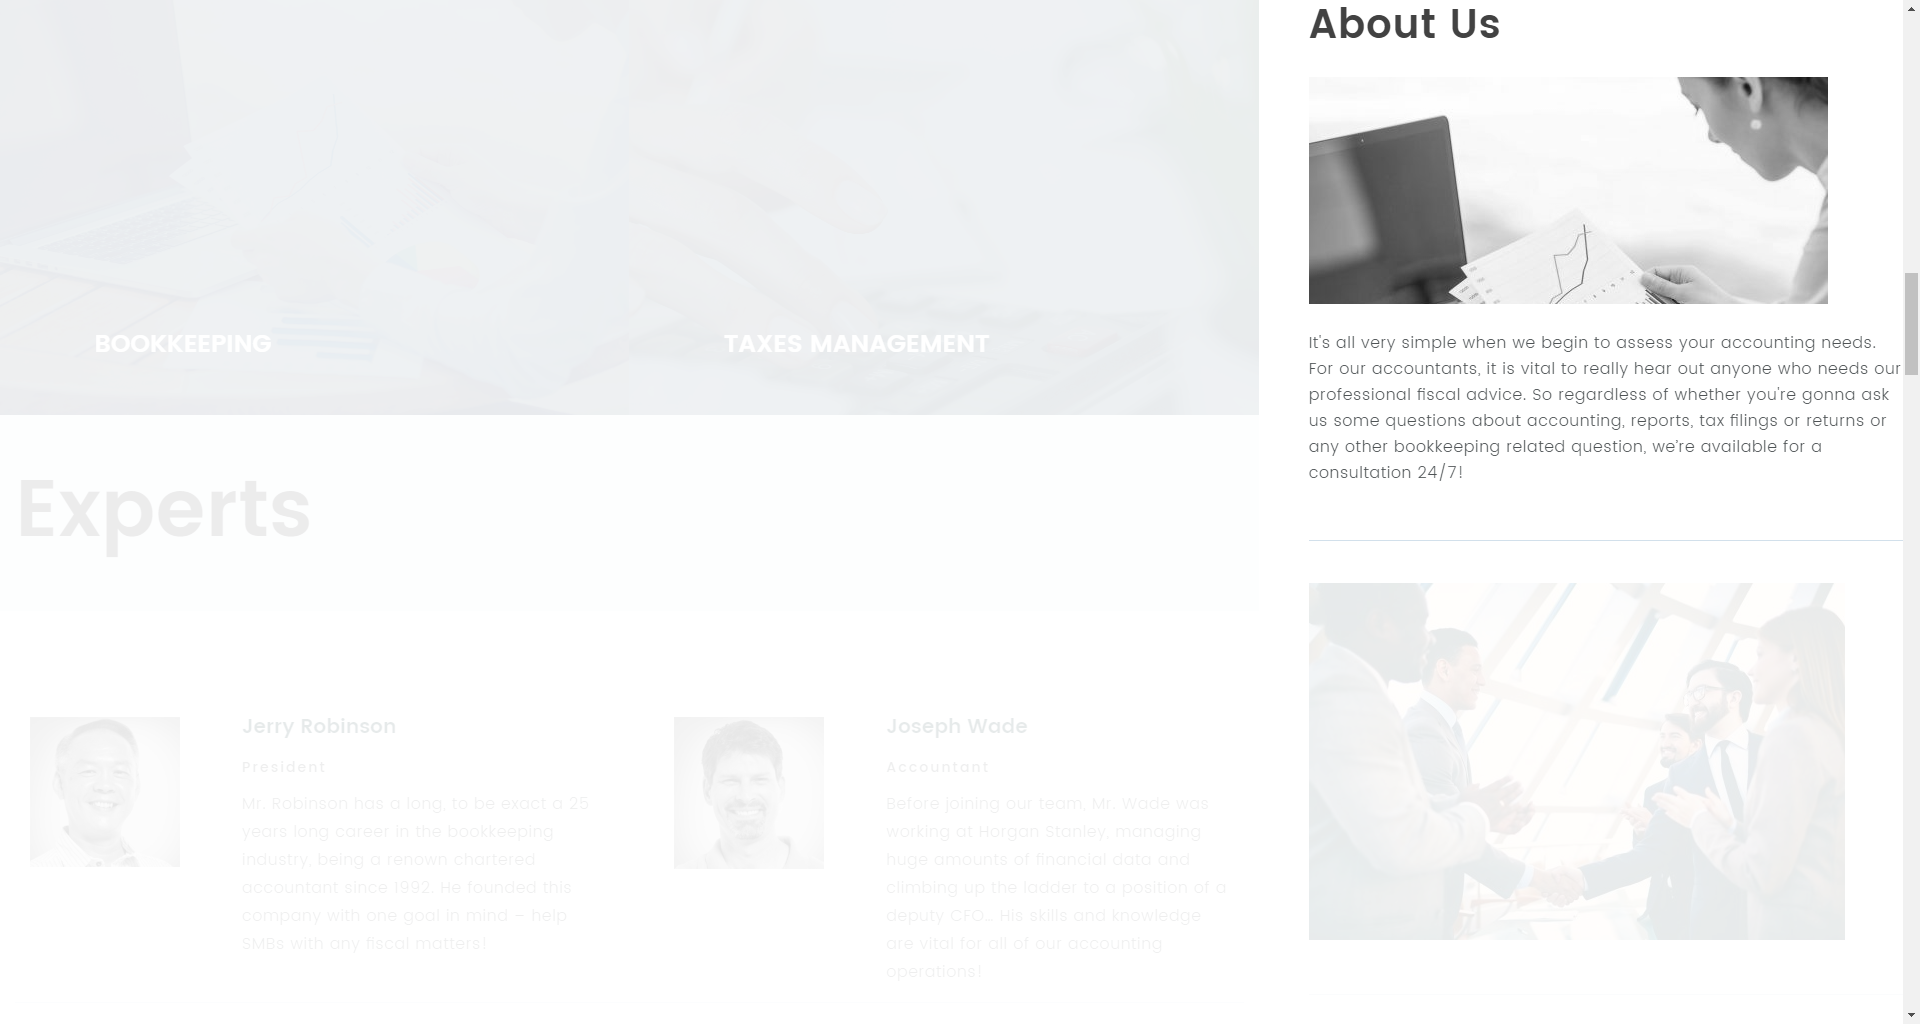 About Us
It's all very simple when we begin to assess your accounting needs.
For our accountants, it is vital to really hear out anyone who needs our
professional fiscal advice. So regardless of whether you're gonna ask
us some questions about accounting, reports, tax filings or returns or
any other bookkeeping related question, we're available for a
consultation 24/7!
BOOKKEEPING
TAXES MANAGEMENT
Experts
Jerry Robinson
President
Mr. Robinson has a long, to be exact a 25
years long career in the bookkeeping
industry, being a renown chartered
accountant since 1992. He founded this
company with one goal in mind – help
SMBs with any fiscal matters!
Joseph Wade
Accountant
Before joining our team, Mr. Wade was
working at Horgan Stanley, managing
huge amounts of financial data and
climbing up the ladder to a position of a
deputy CFO... His skills and knowledge
are vital for all of our accounting
operations!